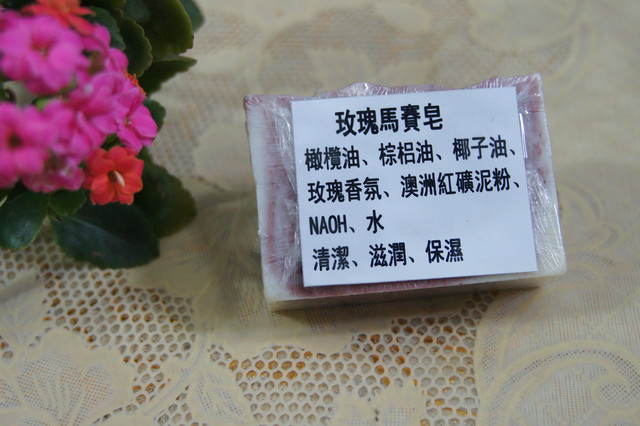 玫瑰馬賽皂
橄欖油、棕梠油、椰子油、
玫瑰香氛、澳洲紅礦泥粉、
NAOH、水
清潔、滋潤、保濕